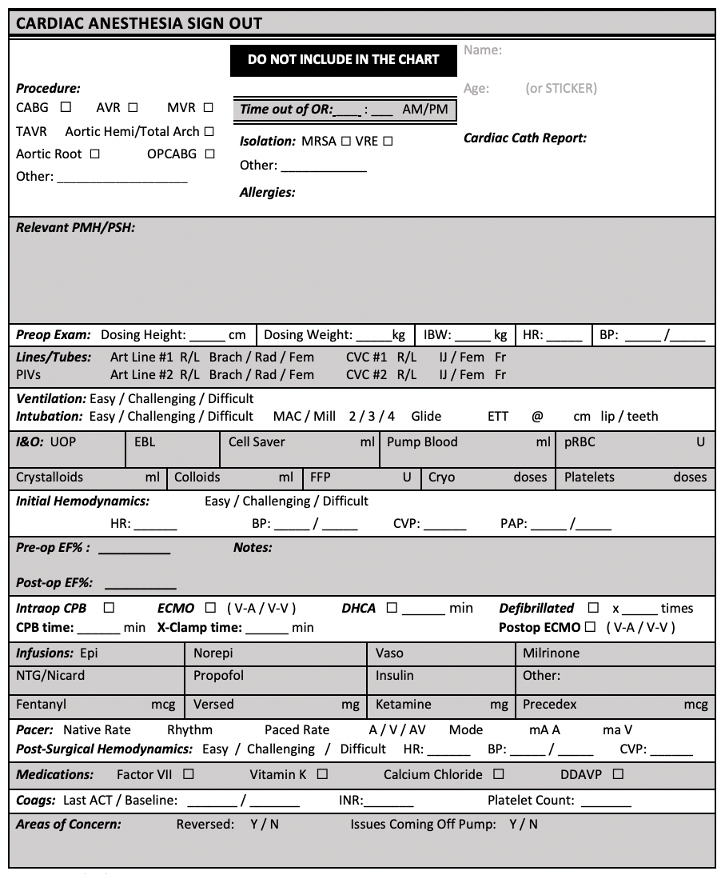 CARDIAC ANESTHESIA SIGN OUT
DO NOT INCLUDE IN THE CHART
Name:
Procedure:
Age: (or STICKER)
CABG ☐ AVR ☐ MVR ☐
Time out of OR:____ : ___ AM/PM
TAVR Aortic Hemi/Total Arch ☐
Isolation: MRSA ☐ VRE ☐
Cardiac Cath Report:
Aortic Root ☐ OPCABG ☐
Other: ____________
Other: __________________
Allergies:
Relevant PMH/PSH:
Preop Exam: Dosing Height: _____ cm Dosing Weight: _____kg IBW: _____ kg HR: _____ BP: _____ /_____
Lines/Tubes: Art Line #1 R/L Brach / Rad / Fem CVC #1 R/L IJ / Fem Fr
PIVs Art Line #2 R/L Brach / Rad / Fem CVC #2 R/L IJ / Fem Fr
Ventilation: Easy / Challenging / Difficult
Intubation: Easy / Challenging / Difficult MAC / Mill 2 / 3 / 4 Glide ETT @ cm lip / teeth
I&O: UOP EBL Cell Saver ml Pump Blood ml pRBC U
Crystalloids ml Colloids ml FFP U Cryo doses Platelets doses
Initial Hemodynamics: Easy / Challenging / Difficult
HR: ______ BP: _____ / _____ CVP: ______ PAP: _____ /_____
Pre-op EF% : __________ Notes:
Post-op EF%: __________
Intraop CPB ☐ ECMO ☐ ( V-A / V-V ) DHCA ☐ ______ min Defibrillated ☐ x _____ times
CPB time: ______ min X-Clamp time: ______ min Postop ECMO ☐ ( V-A / V-V )
Infusions: Epi Norepi Vaso Milrinone
NTG/Nicard Propofol Insulin Other:
Fentanyl mcg Versed mg Ketamine mg Precedex mcg
Pacer: Native Rate Rhythm Paced Rate A / V / AV Mode mA A ma V
Post-Surgical Hemodynamics: Easy / Challenging / Difficult HR: ______ BP: _____ / _____ CVP: ______
Medications: Factor VII ☐ Vitamin K ☐ Calcium Chloride ☐ DDAVP ☐
Coags: Last ACT / Baseline: _______ / _______ INR:_______ Platelet Count: _______
Areas of Concern: Reversed: Y / N Issues Coming Off Pump: Y / N